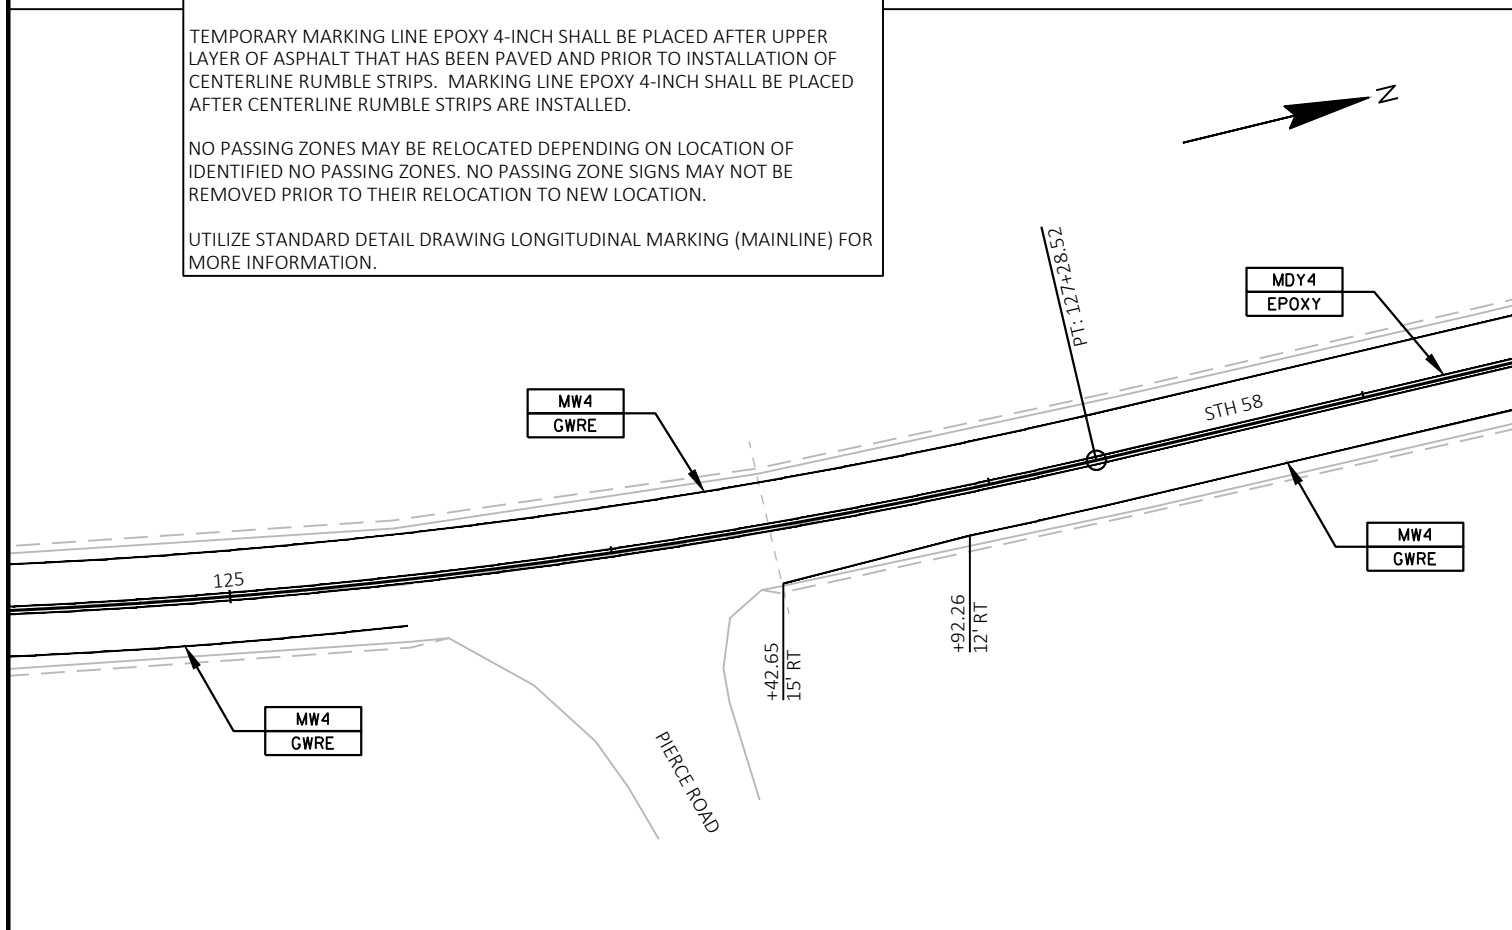 TEMPORARY MARKING LINE EPOXY 4-INCH SHALL BE PLACED AFTER UPPER
LAYER OF ASPHALT THAT HAS BEEN PAVED AND PRIOR TO INSTALLATION OF
CENTERLINE RUMBLE STRIPS. MARKING LINE EPOXY 4-INCH SHALL BE PLACED
AFTER CENTERLINE RUMBLE STRIPS ARE INSTALLED.
NO PASSING ZONES MAY BE RELOCATED DEPENDING ON LOCATION OF
IDENTIFIED NO PASSING ZONES. NO PASSING ZONE SIGNS MAY NOT BE
REMOVED PRIOR TO THEIR RELOCATION TO NEW LOCATION.
UTILIZE STANDARD DETAIL DRAWING LONGITUDINAL MARKING (MAINLINE) FOR
MORE INFORMATION.
N
PT: 127+28.52
MDY4
EPOXY
MW4
GWRE
STH 58
MW4
GWRE
125
+92.26
12' RT
+42.65
15' RT
MW4
GWRE
PIERCE ROAD